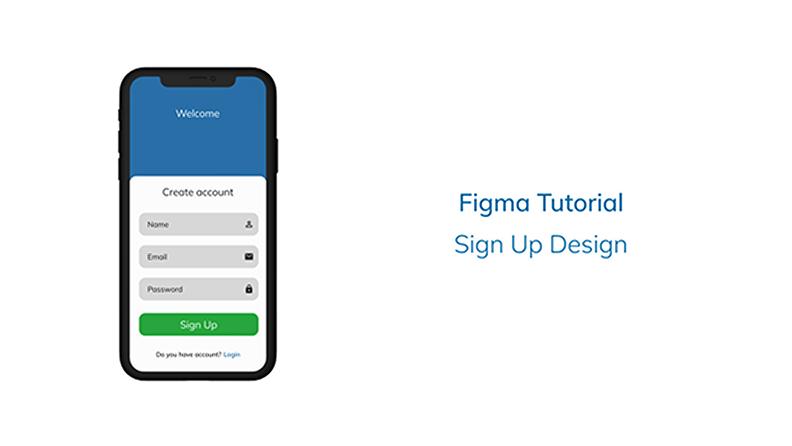 Welcome
Create account
Name
Email
Password
Sign Up
Do you have account? Login
Figma Tutorial
Sign Up Design